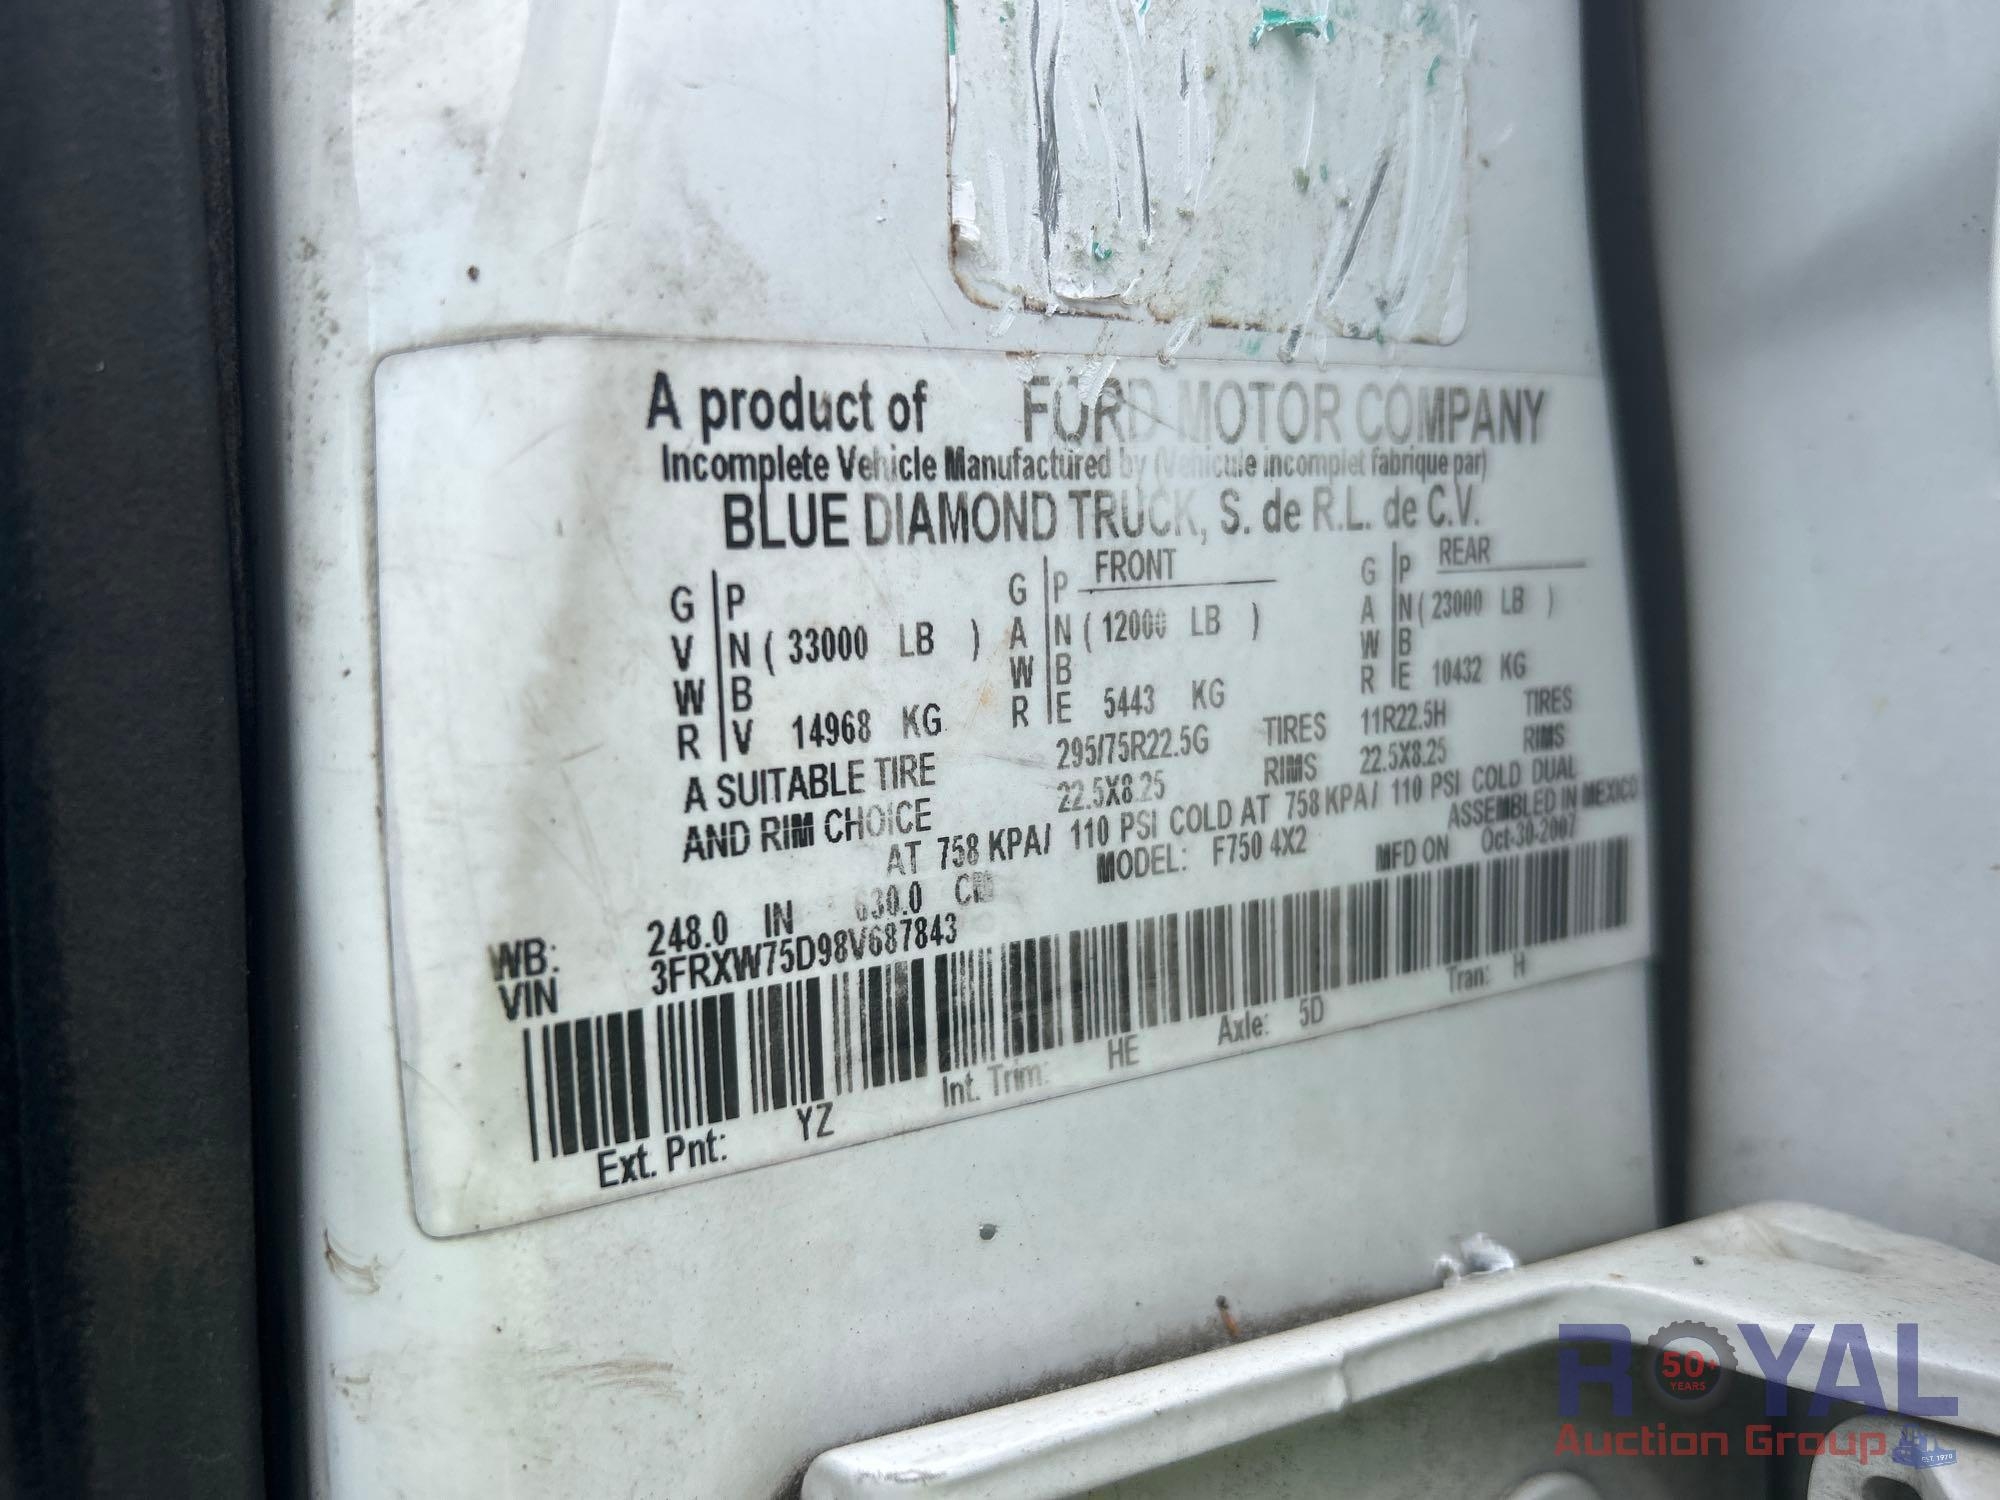 A product of FORD MOTOR COMPANY
Incomplete Vehicle Manufactured by (Vehicule incomplet fabrique par)
BLUE DIAMOND TRUCK, S. de R.L. de C.V.
G P G P FRONT G P REAR
V N ( 33000 LB ) A N ( 12000 LB ) A N ( 23000 LB )
W B W B W B
R V 14968 KG R E 5443 KG R E 10432 KG
A SUITABLE TIRE 295/75R22.5G TIRES 11R22.5H TIRES
AND RIM CHOICE 22.5X8.25 RIMS 22.5X8.25 RIMS
AT 758 KPA/ 110 PSI COLD AT 758 KPA/ 110 PSI COLD DUAL
ASSEMBLED IN MEXICO
WB: 248.0 IN 630.0 CM MODEL: F750 4X2 MFD ON Oct-30-2007
VIN 3FRXW75D98V687843
Ext. Pnt: YZ Int. Trim: HE Axle: 5D Tran: H
ROYAL
50+
YEARS
Auction Group
EST. 1970